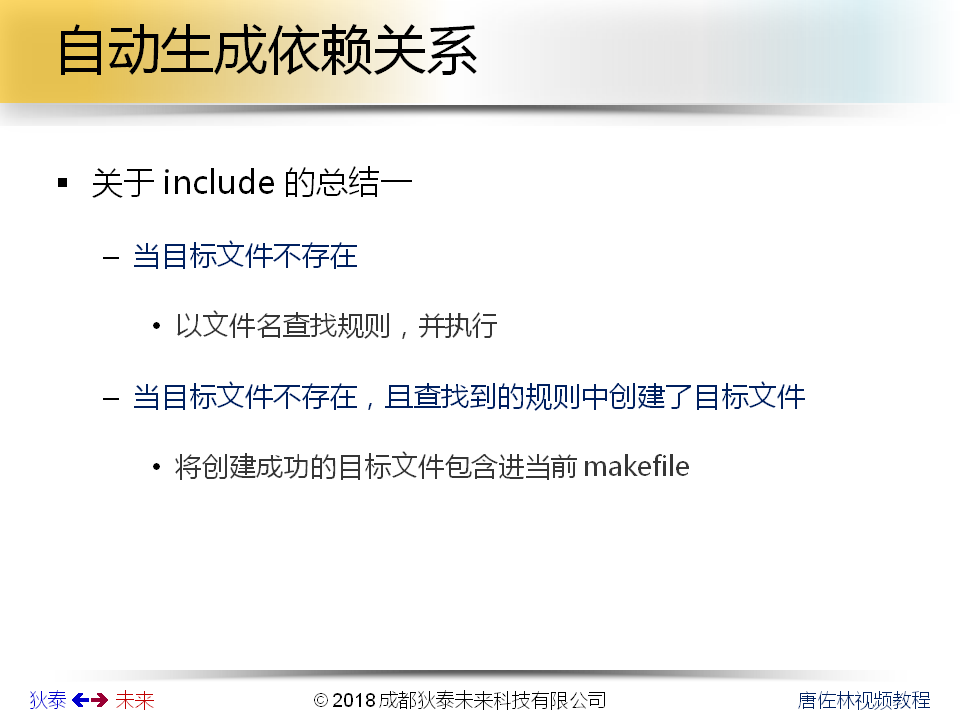 自动生成依赖关系
▪ 关于 include 的总结一
– 当目标文件不存在
• 以文件名查找规则，并执行
– 当目标文件不存在，且查找到的规则中创建了目标文件
• 将创建成功的目标文件包含进当前 makefile
狄泰 未来 © 2018 成都狄泰未来科技有限公司 唐佐林视频教程